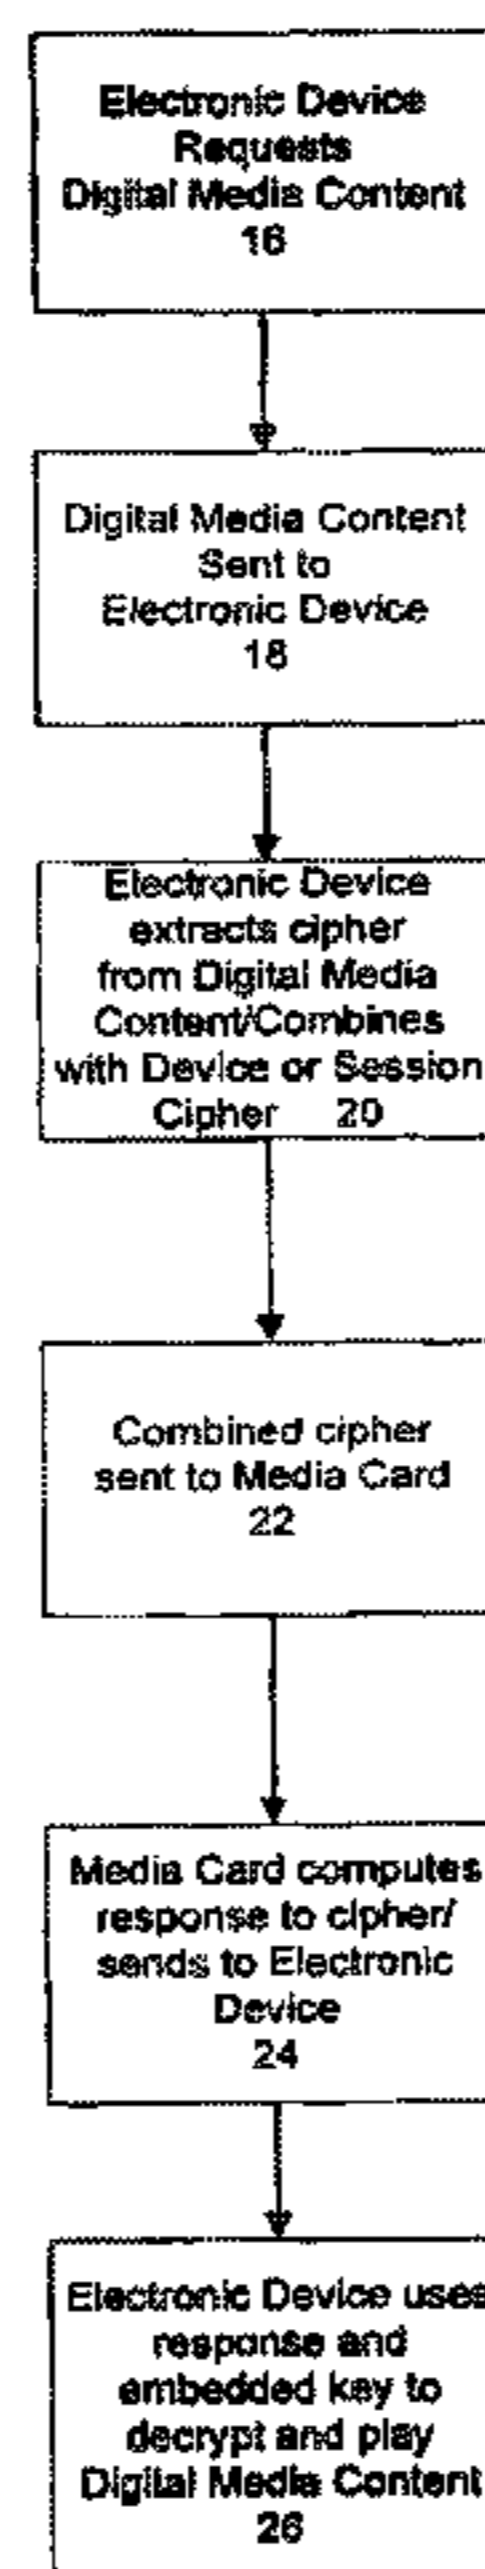 Electronic Device
Requests
Digital Media Content
16
Digital Media Content
Sent to
Electronic Device
18
Electronic Device
extracts cipher
from Digital Media
Content/Combines
with Device or Session
Cipher 20
Combined cipher
sent to Media Card
22
Media Card computes
response to cipher/
sends to Electronic
Device
24
Electronic Device uses
response and
embedded key to
decrypt and play
Digital Media Content
26